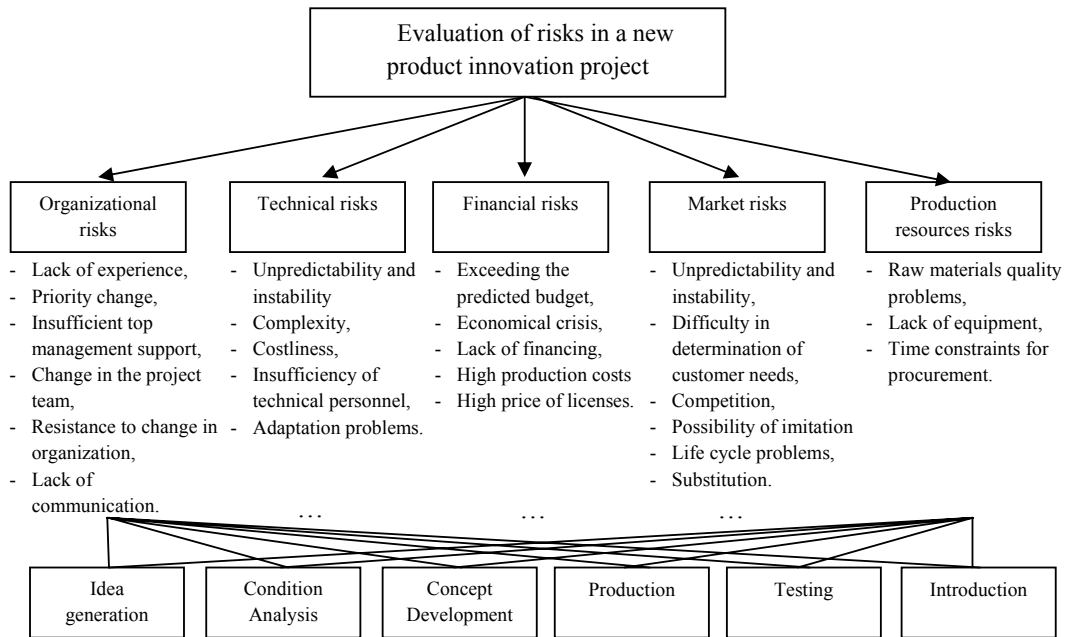 Evaluation of risks in a new
product innovation project
Organizational
risks
- Lack of experience,
- Priority change,
- Insufficient top
management support,
- Change in the project
team,
- Resistance to change in
organization,
- Lack of
communication.
Technical risks
- Unpredictability and
instability
- Complexity,
- Costliness,
- Insufficiency of
technical personnel,
- Adaptation problems.
Financial risks
- Exceeding the
predicted budget,
- Economical crisis,
- Lack of financing,
- High production costs
- High price of licenses.
Market risks
- Unpredictability and
instability,
- Difficulty in
determination of
customer needs,
- Competition,
- Possibility of imitation
- Life cycle problems,
- Substitution.
Production
resources risks
- Raw materials quality
problems,
- Lack of equipment,
- Time constraints for
procurement.
… … …
Idea
generation
Condition
Analysis
Concept
Development
Production
Testing
Introduction